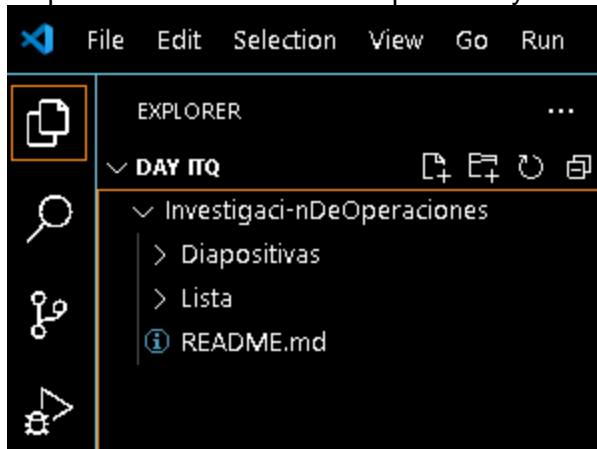 File Edit Selection View Go Run
EXPLORER
DAY ITQ
Investigaci-nDeOperaciones
Diapositivas
Lista
README.md